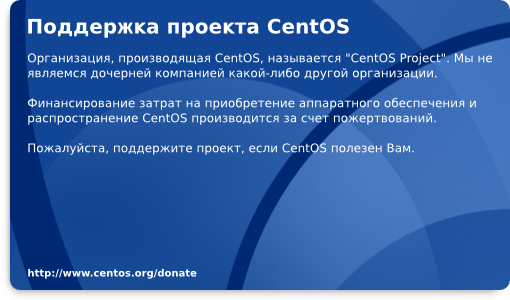 Поддержка проекта CentOS
Организация, производящая CentOS, называется "CentOS Project". Мы не
являемся дочерней компанией какой-либо другой организации.
Финансирование затрат на приобретение аппаратного обеспечения и
распространение CentOS производится за счет пожертвований.
Пожалуйста, поддержите проект, если CentOS полезен Вам.
http://www.centos.org/donate